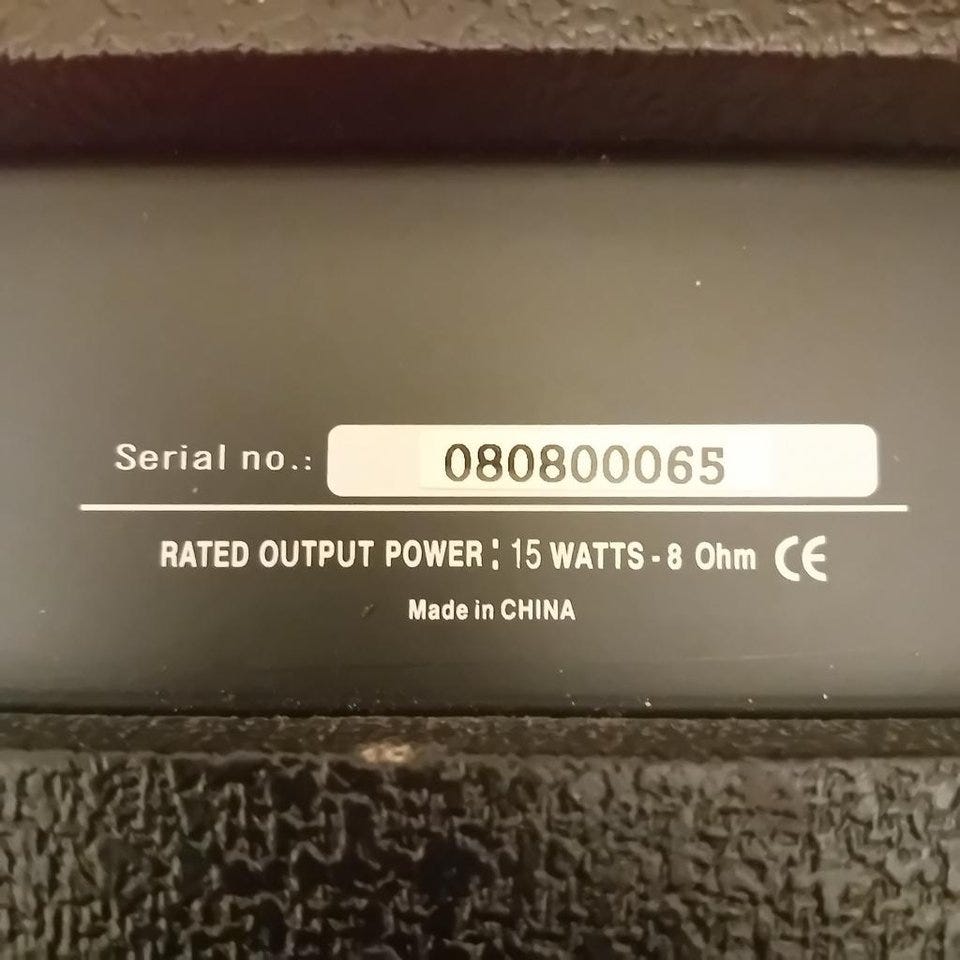 Serial no.: 080800065
RATED OUTPUT POWER: 15 WATTS - 8 Ohm CE
Made in CHINA